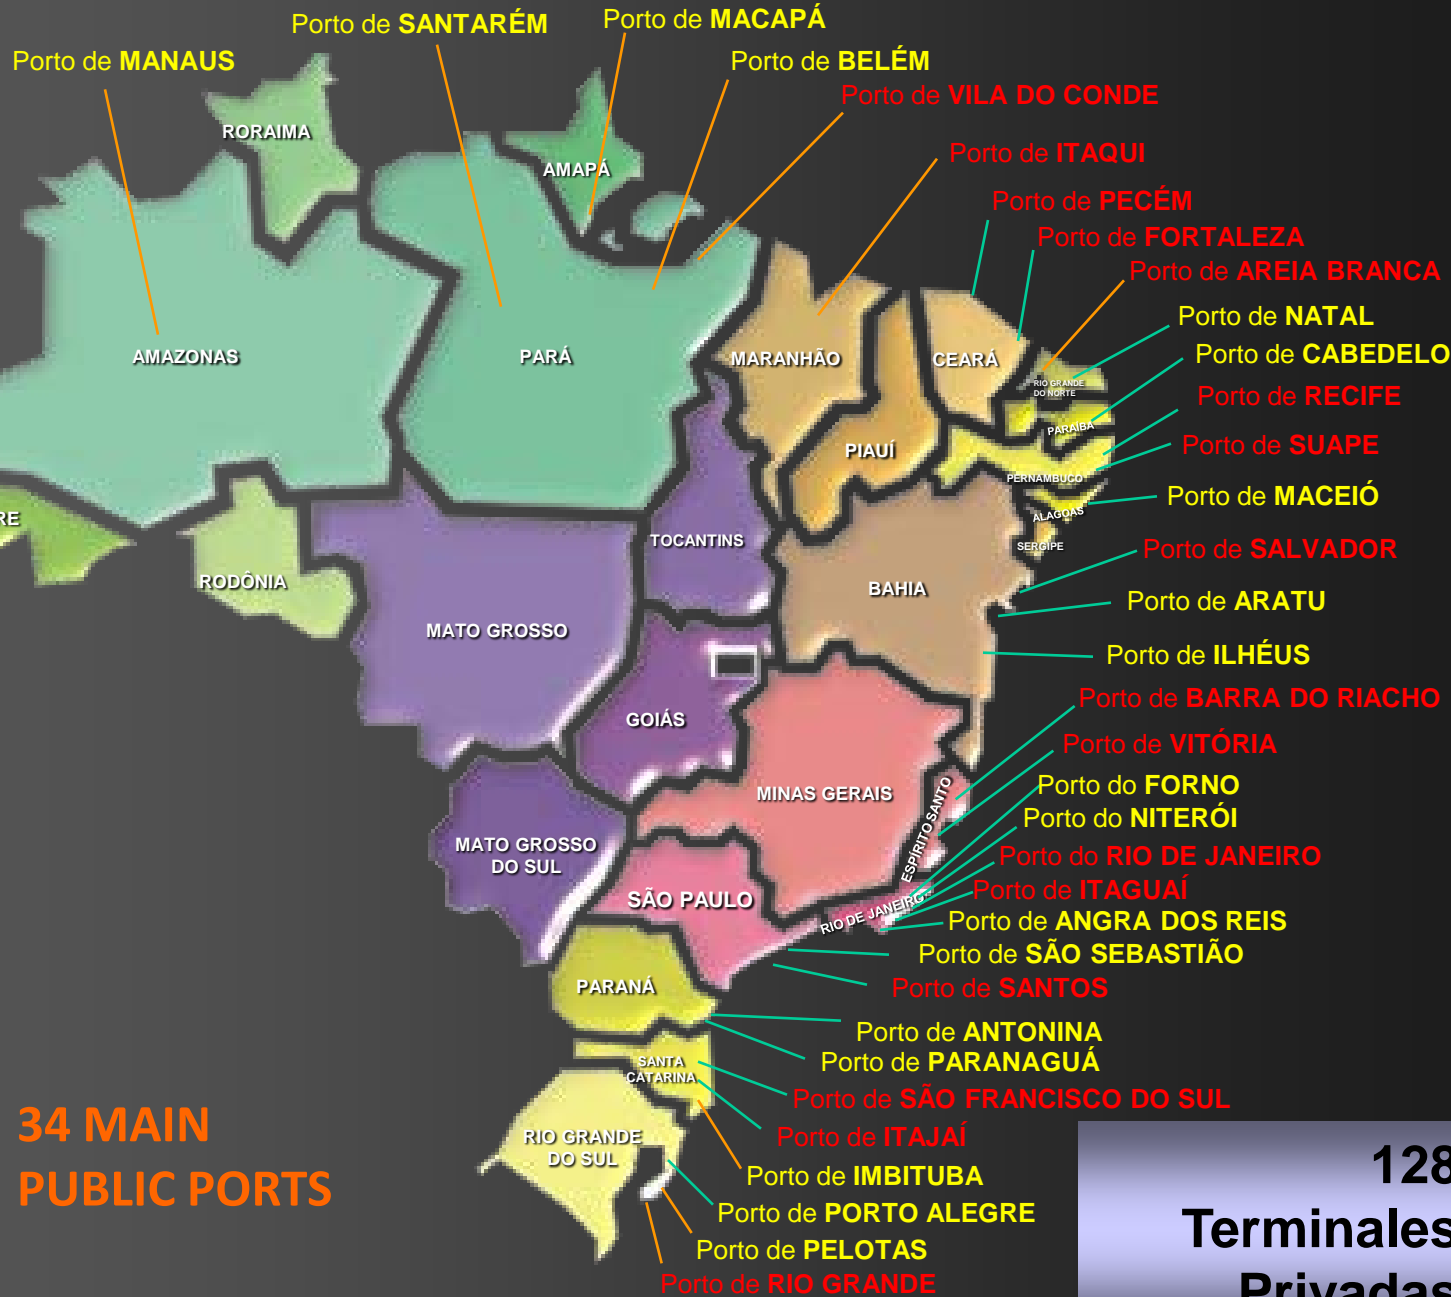 Porto de SANTARÉM
Porto de MACAPÁ
Porto de MANAUS
Porto de BELÉM
Porto de VILA DO CONDE
RORAIMA
Porto de ITAQUI
AMAPÁ
Porto de PECÉM
Porto de FORTALEZA
Porto de AREIA BRANCA
Porto de NATAL
AMAZONAS
PARÁ
MARANHÃO
CEARÁ
Porto de CABEDELO
RIO GRANDE
DO NORTE
Porto de RECIFE
PARAÍBA
Porto de SUAPE
PIAUÍ
PERNAMBUCO
Porto de MACEIÓ
ALAGOAS
RE
TOCANTINS
SERGIPE
Porto de SALVADOR
RODÔNIA
BAHIA
Porto de ARATU
MATO GROSSO
Porto de ILHÉUS
Porto de BARRA DO RIACHO
GOIÁS
Porto de VITÓRIA
MINAS GERAIS
ESPÍRITO SANTO
Porto do FORNO
Porto do NITERÓI
MATO GROSSO
DO SUL
Porto do RIO DE JANEIRO
Porto de ITAGUAÍ
SÃO PAULO
RIO DE JANEIRO
Porto de ANGRA DOS REIS
Porto de SÃO SEBASTIÃO
PARANÁ
Porto de SANTOS
Porto de ANTONINA
Porto de PARANAGUÁ
SANTA
CATARINA
Porto de SÃO FRANCISCO DO SUL
34 MAIN
PUBLIC PORTS
RIO GRANDE
DO SUL
Porto de ITAJAÍ
Porto de IMBITUBA
Porto de PORTO ALEGRE
Porto de PELOTAS
Porto de RIO GRANDE
128
Terminales
Privadas